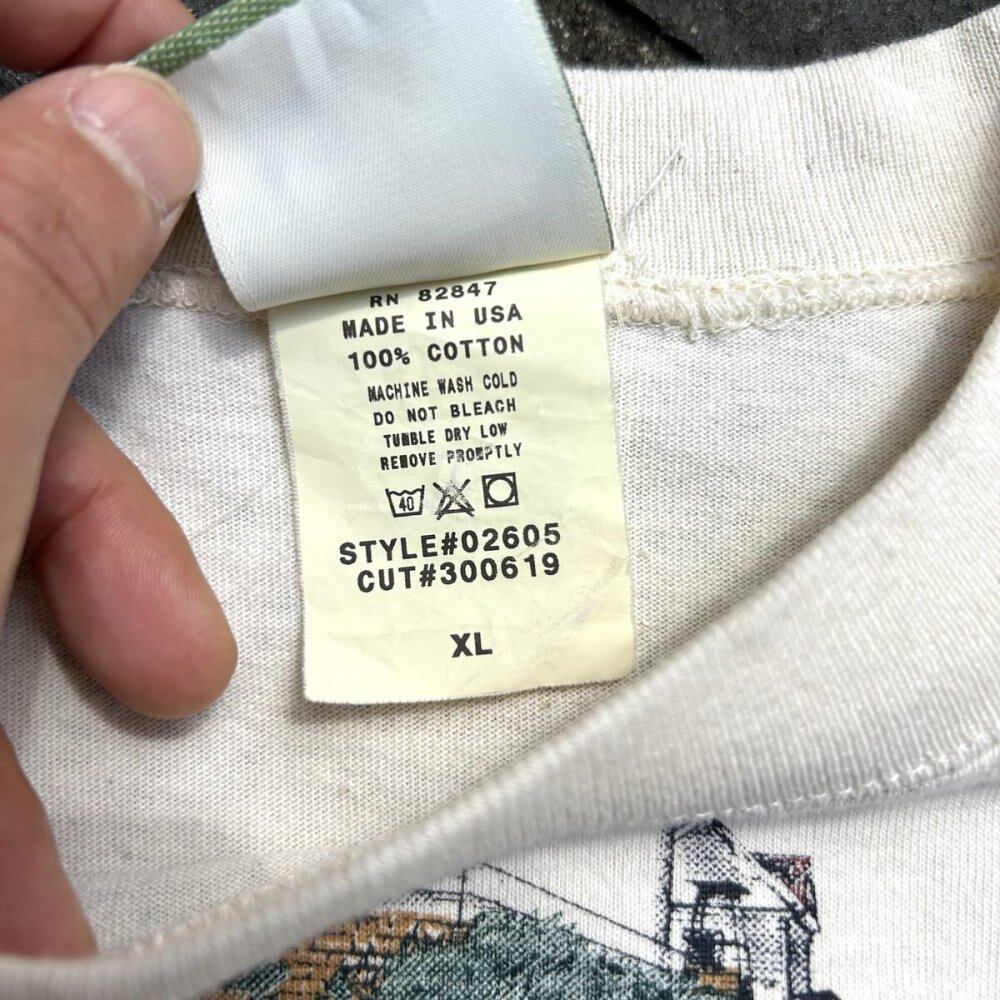 RN 82847
MADE IN USA
100% COTTON
MACHINE WASH COLD
DO NOT BLEACH
TUMBLE DRY LOW
REMOVE PROMPTLY
40
STYLE#02605
CUT#300619
XL